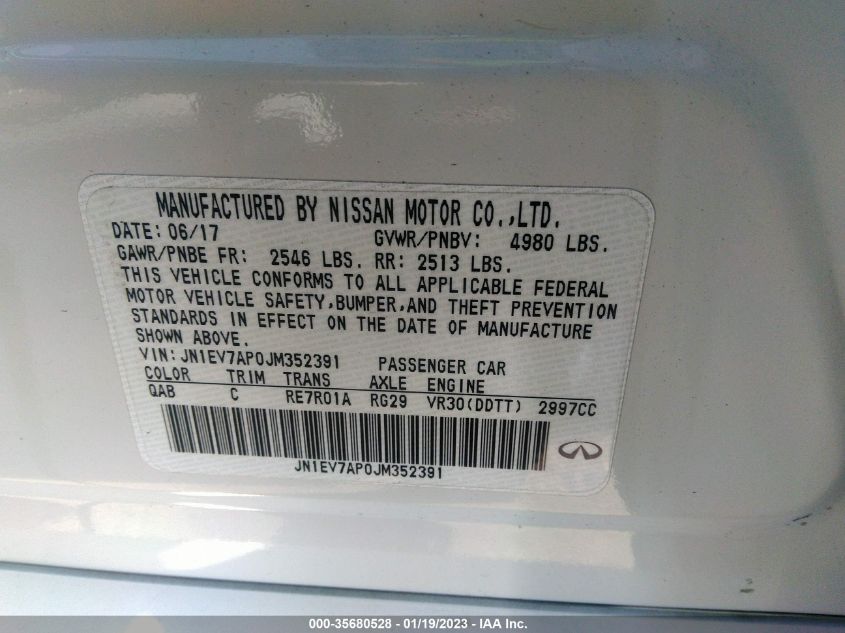 MANUFACTURED BY NISSAN MOTOR CO.,LTD.
DATE: 06/17 GVWR/PNBV: 4980 LBS.
GAWR/PNBE FR: 2546 LBS. RR: 2513 LBS.
THIS VEHICLE CONFORMS TO ALL APPLICABLE FEDERAL
MOTOR VEHICLE SAFETY,BUMPER,AND THEFT PREVENTION
STANDARDS IN EFFECT ON THE DATE OF MANUFACTURE
SHOWN ABOVE.
VIN: JN1EV7AP0JM352391 PASSENGER CAR
COLOR TRIM TRANS AXLE ENGINE
QAB C RE7R01A RG29 VR30(DDTT) 2997CC
JN1EV7AP0JM352391
000-35680528 - 01/19/2023 - IAA Inc.